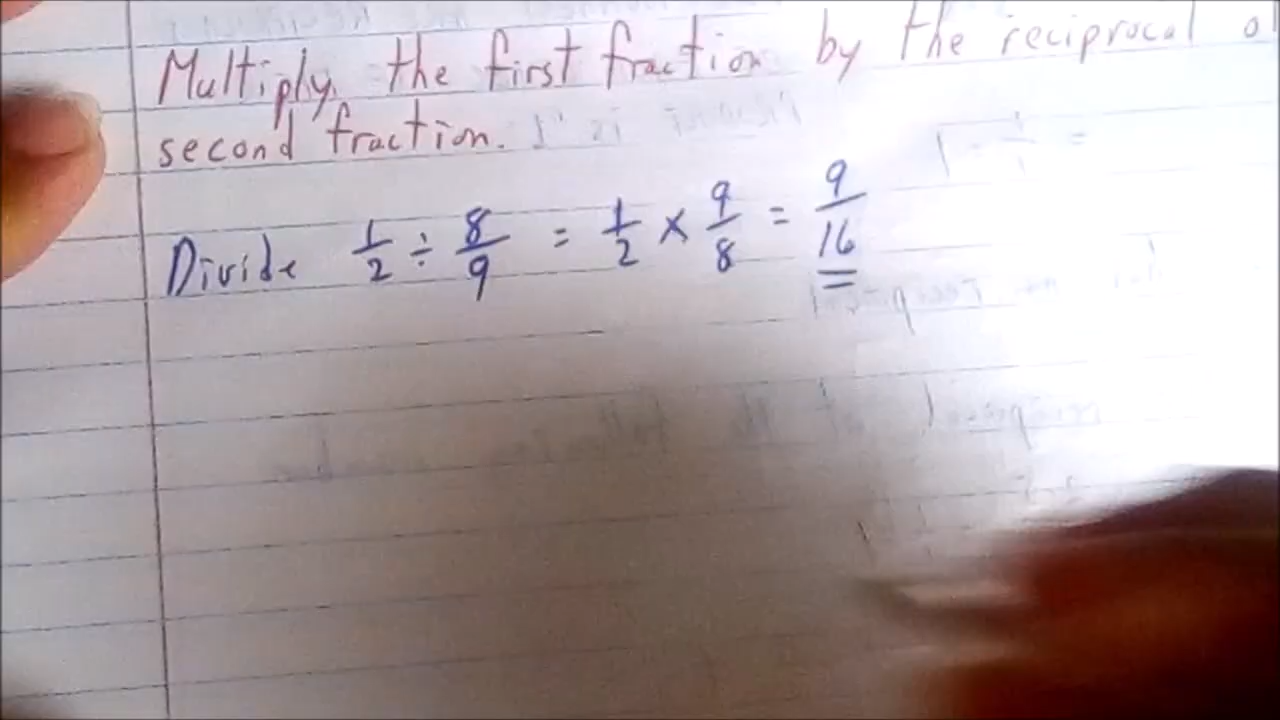 Multiply the first fraction by the reciprocal
second fraction.
Divide 1/2 ÷ 8/9 = 1/2 × 9/8 = 9/16